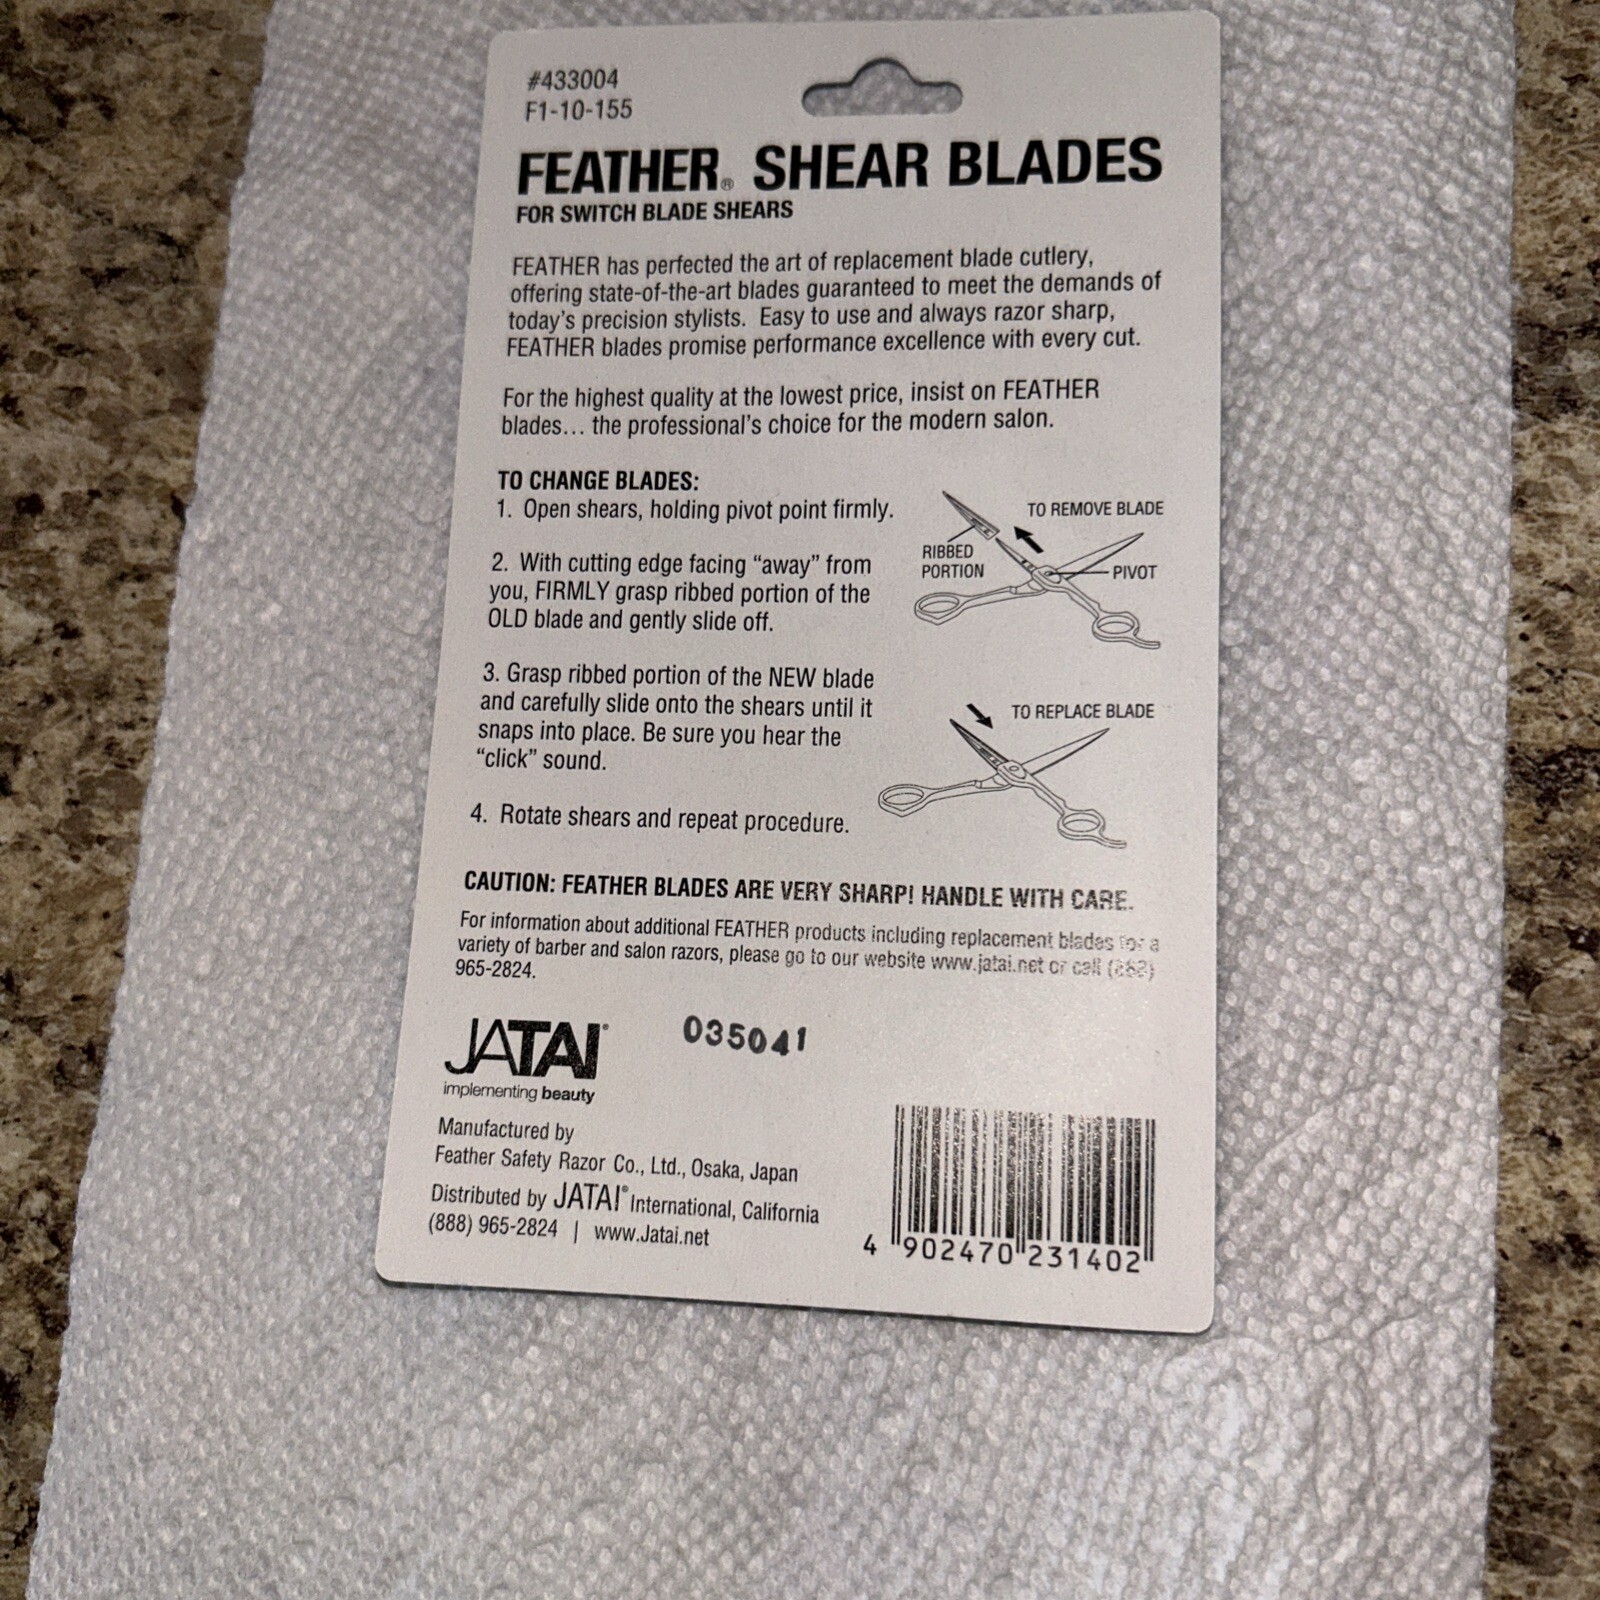 #433004
F1-10-155
FEATHER® SHEAR BLADES
FOR SWITCH BLADE SHEARS
FEATHER has perfected the art of replacement blade cutlery,
offering state-of-the-art blades guaranteed to meet the demands of
today's precision stylists. Easy to use and always razor sharp,
FEATHER blades promise performance excellence with every cut.
For the highest quality at the lowest price, insist on FEATHER
blades... the professional's choice for the modern salon.
TO CHANGE BLADES:
1. Open shears, holding pivot point firmly.
2. With cutting edge facing “away” from
you, FIRMLY grasp ribbed portion of the
OLD blade and gently slide off.
3. Grasp ribbed portion of the NEW blade
and carefully slide onto the shears until it
snaps into place. Be sure you hear the
“click” sound.
4. Rotate shears and repeat procedure.
TO REMOVE BLADE
RIBBED
PORTION
PIVOT
TO REPLACE BLADE
CAUTION: FEATHER BLADES ARE VERY SHARP! HANDLE WITH CARE.
For information about additional FEATHER products including replacement blades for a
variety of barber and salon razors, please go to our website www.jatai.net or call
965-2824.
JATAI®
implementing beauty
035041
Manufactured by
Feather Safety Razor Co., Ltd., Osaka, Japan
Distributed by JATAI® International, California
(888) 965-2824 | www.Jatai.net
4 902470 231402